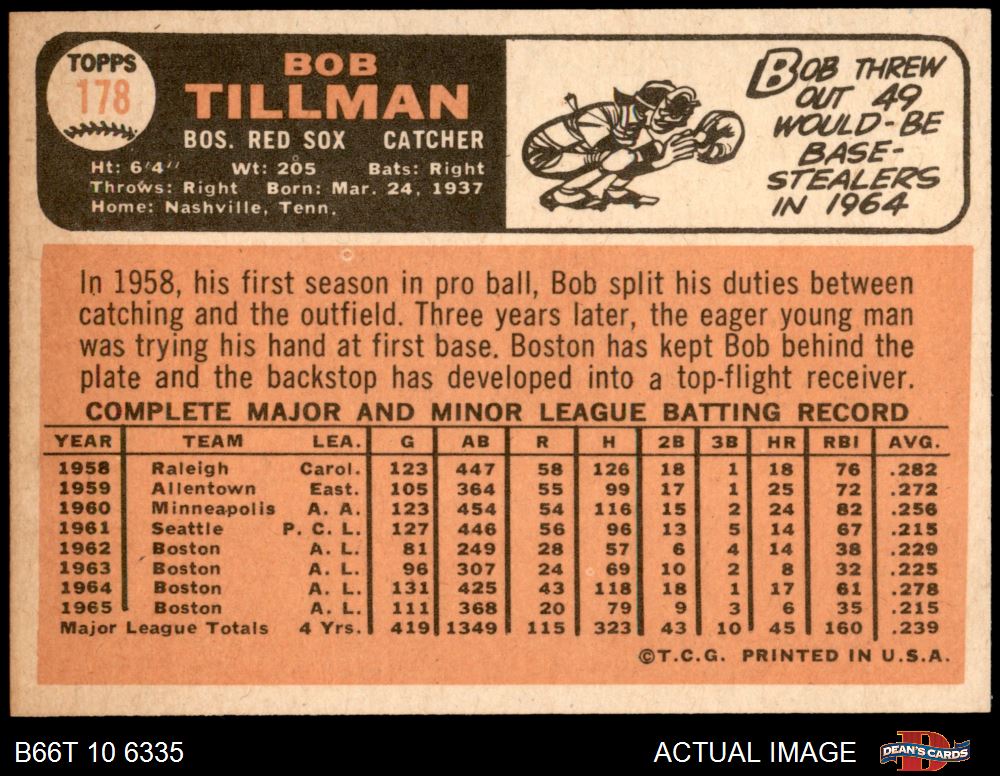 TOPPS
178
BOB
TILLMAN
BOS. RED SOX CATCHER
Ht: 6'4" Wt: 205 Bats: Right
Throws: Right Born: Mar. 24, 1937
Home: Nashville, Tenn.
BOB THREW
OUT 49
WOULD-BE
BASE-
STEALERS
IN 1964
In 1958, his first season in pro ball, Bob split his duties between
catching and the outfield. Three years later, the eager young man
was trying his hand at first base. Boston has kept Bob behind the
plate and the backstop has developed into a top-flight receiver.
COMPLETE MAJOR AND MINOR LEAGUE BATTING RECORD
YEAR TEAM LEA. G AB R H 2B 3B HR RBI AVG.
1958 Raleigh Carol. 123 447 58 126 18 1 18 76 .282
1959 Allentown East. 105 364 55 99 17 1 25 72 .272
1960 Minneapolis A. A. 123 454 54 116 15 2 24 82 .256
1961 Seattle P. C. L. 127 446 56 96 13 5 14 67 .215
1962 Boston A. L. 81 249 28 57 6 4 14 38 .229
1963 Boston A. L. 96 307 24 69 10 2 8 32 .225
1964 Boston A. L. 131 425 43 118 18 1 17 61 .278
1965 Boston A. L. 111 368 20 79 9 3 6 35 .215
Major League Totals 4 Yrs. 419 1349 115 323 43 10 45 160 .239
©T.C.G. PRINTED IN U.S.A.
B66T 10 6335 ACTUAL IMAGE DEAN'S CARDS